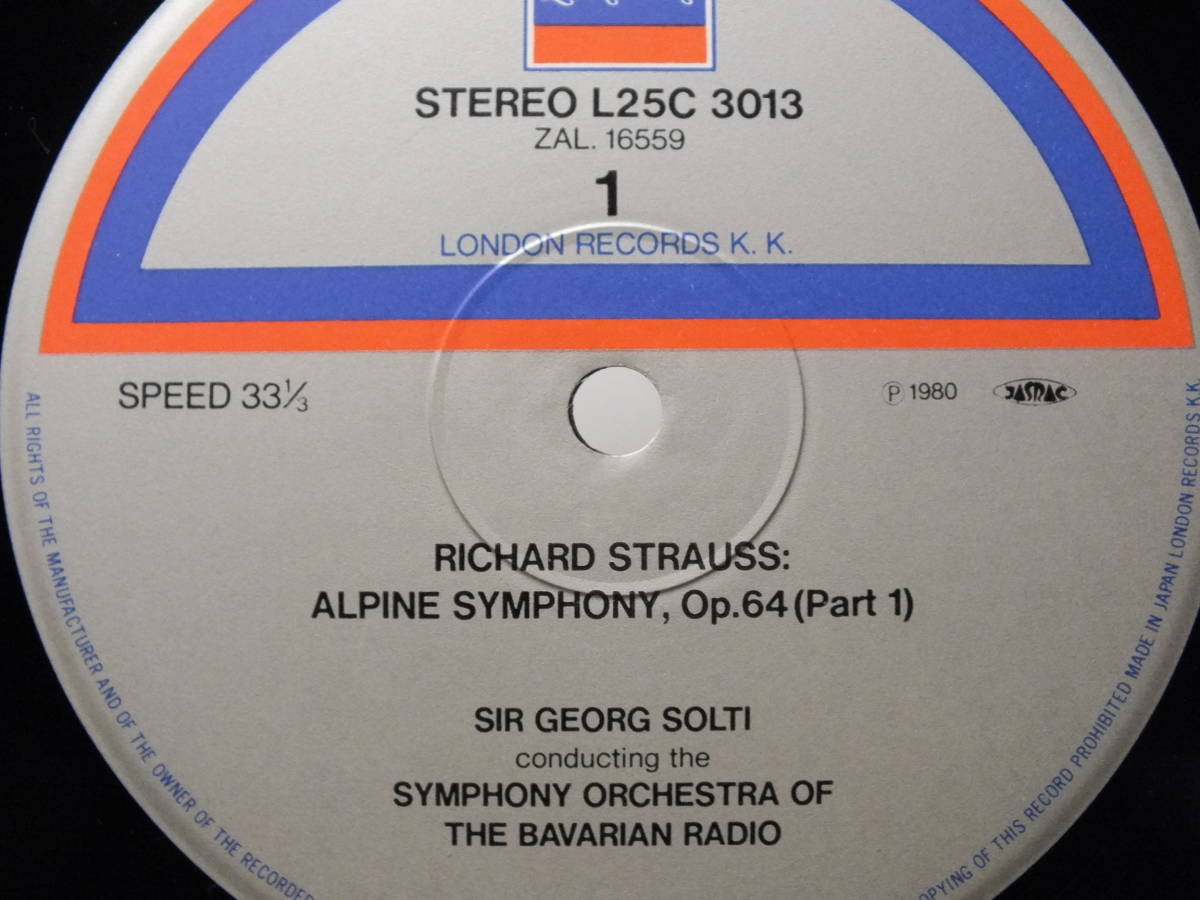 STEREO L25C 3013
ZAL. 16559
1
LONDON RECORDS K. K.
SPEED 33⅓
Ⓟ 1980
JASRAC
RICHARD STRAUSS:
ALPINE SYMPHONY, Op.64 (Part 1)
SIR GEORG SOLTI
conducting the
SYMPHONY ORCHESTRA OF
THE BAVARIAN RADIO
ALL RIGHTS OF THE MANUFACTURER AND OF THE OWNER OF THE RECORDED
OPYING OF THIS RECORD PROHIBITED MADE IN JAPAN LONDON RECORDS K.K.